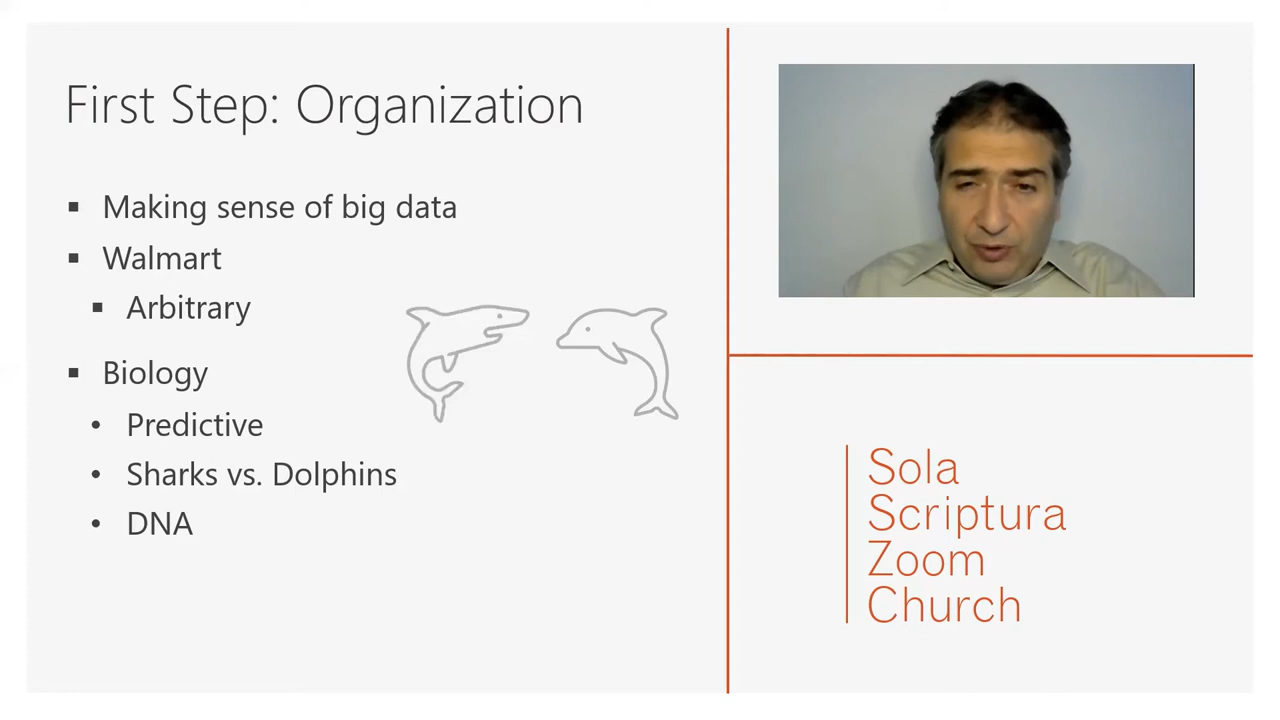 First Step: Organization
Making sense of big data
Walmart
Arbitrary
Biology
Predictive
Sharks vs. Dolphins
DNA
Sola
Scriptura
Zoom
Church